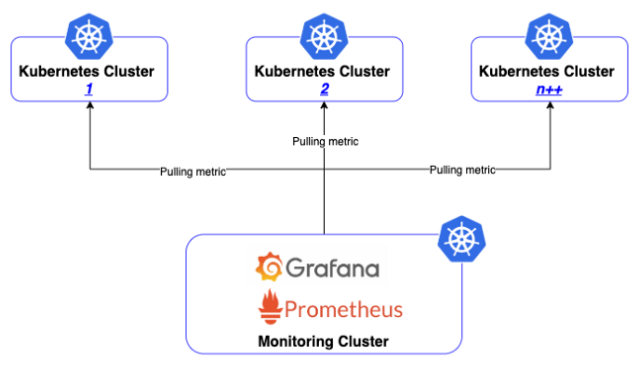 Kubernetes Cluster
1
Kubernetes Cluster
2
Kubernetes Cluster
n++
Pulling metric
Pulling metric
Pulling metric
Grafana
Prometheus
Monitoring Cluster